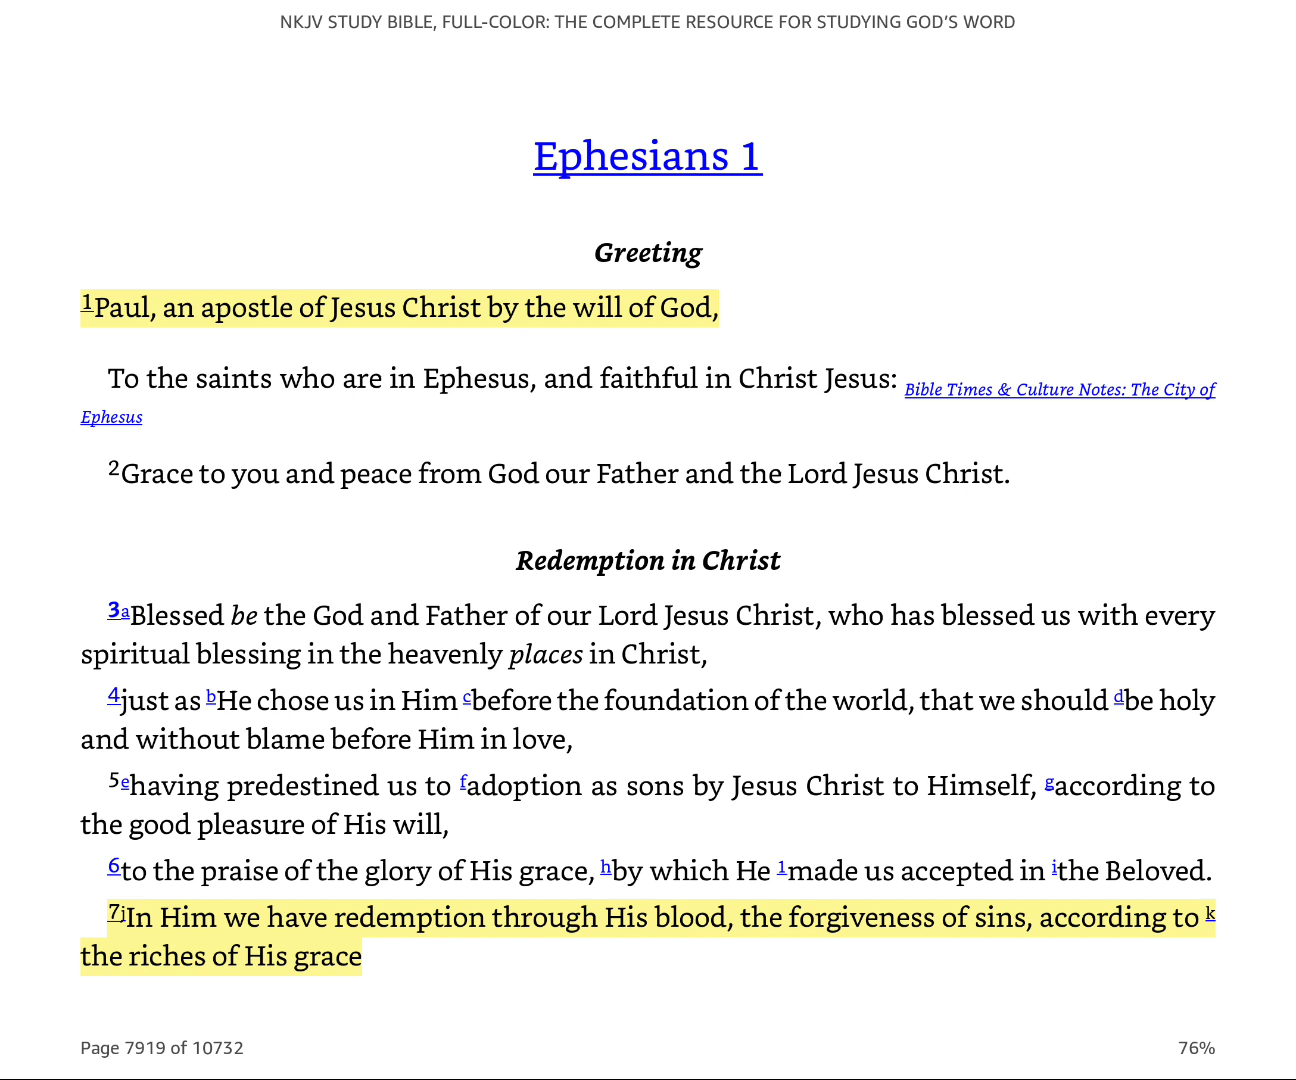 NKJV STUDY BIBLE, FULL-COLOR: THE COMPLETE RESOURCE FOR STUDYING GOD’S WORD
Ephesians 1
Greeting
1Paul, an apostle of Jesus Christ by the will of God,
To the saints who are in Ephesus, and faithful in Christ Jesus: Bible Times & Culture Notes: The City of
Ephesus
2Grace to you and peace from God our Father and the Lord Jesus Christ.
Redemption in Christ
3aBlessed be the God and Father of our Lord Jesus Christ, who has blessed us with every
spiritual blessing in the heavenly places in Christ,
4just as bHe chose us in Him cbefore the foundation of the world, that we should dbe holy
and without blame before Him in love,
5ehaving predestined us to fadoption as sons by Jesus Christ to Himself, gaccording to
the good pleasure of His will,
6to the praise of the glory of His grace, hby which He 1made us accepted in ithe Beloved.
7jIn Him we have redemption through His blood, the forgiveness of sins, according to k
the riches of His grace
Page 7919 of 10732
76%